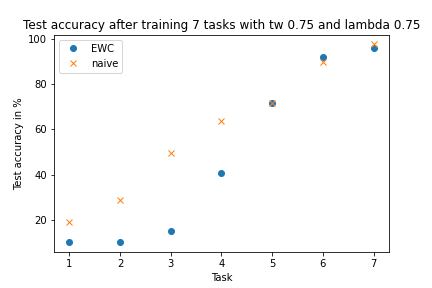 Test accuracy after training 7 tasks with tw 0.75 and lambda 0.75
100
80
60
40
20
Test accuracy in %
EWC
naive
1 2 3 4 5 6 7
Task